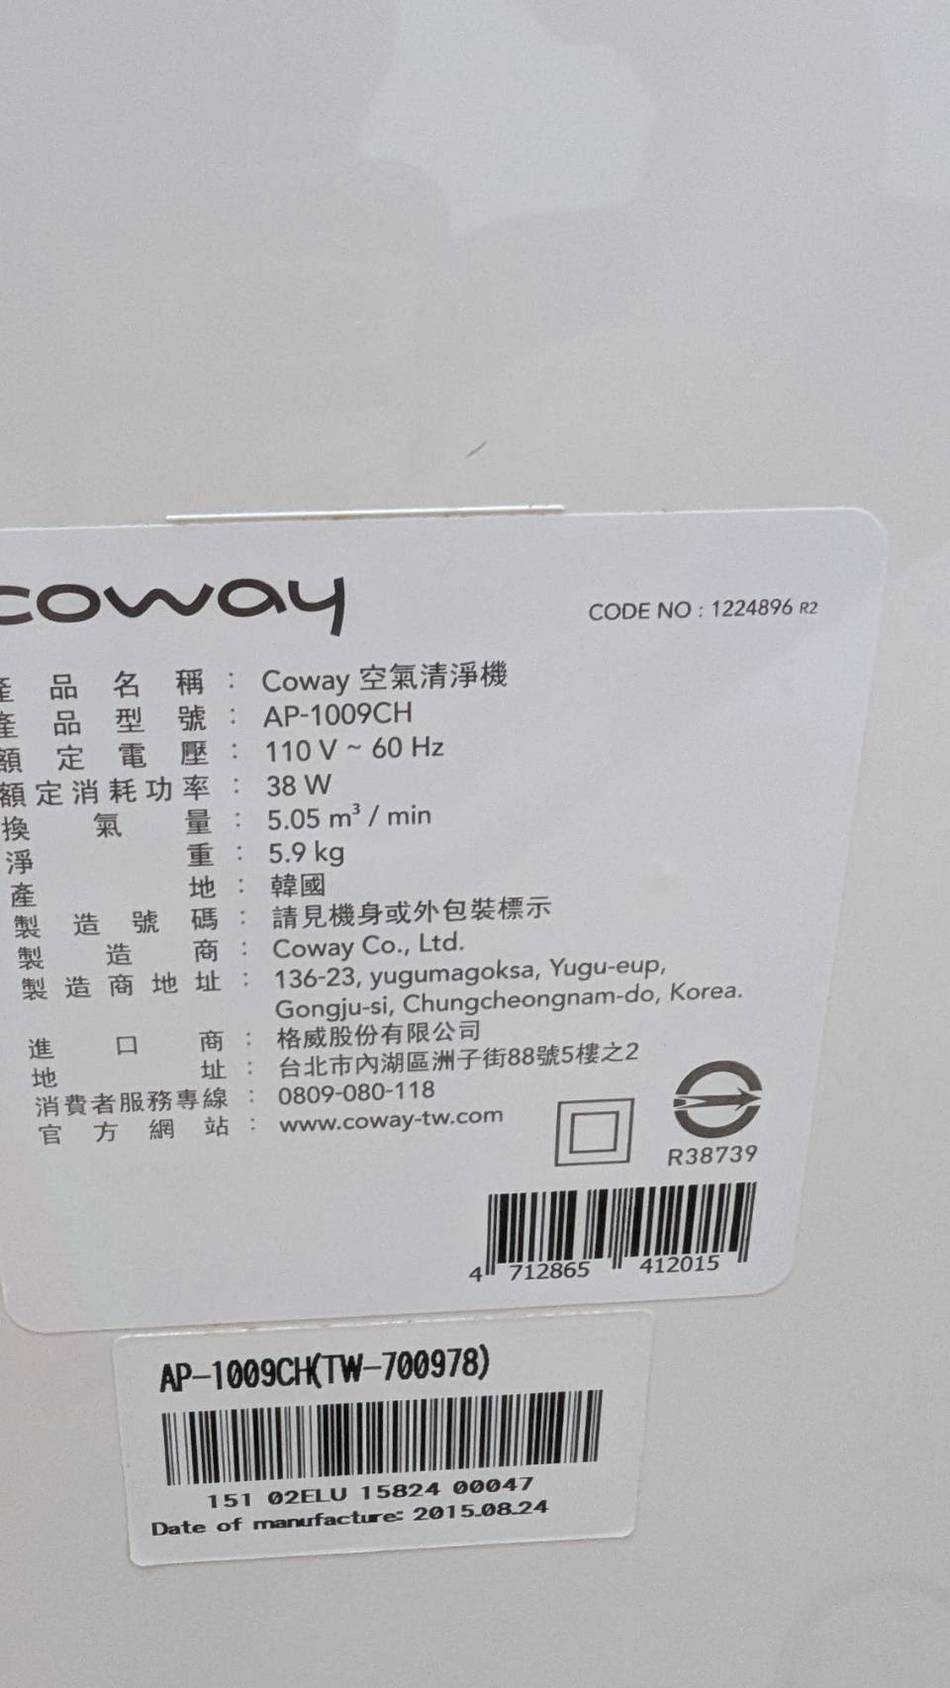 coway
CODE NO : 1224896 R2
產品名稱 : Coway 空氣清淨機
產品型號 : AP-1009CH
額定電壓 : 110 V ~ 60 Hz
額定消耗功率 : 38 W
換氣量 : 5.05 m³ / min
淨重 : 5.9 kg
產地 : 韓國
製造號碼 : 請見機身或外包裝標示
製造商 : Coway Co., Ltd.
製造商地址 : 136-23, yugumagoksa, Yugu-eup,
Gongju-si, Chungcheongnam-do, Korea.
進口商 : 格威股份有限公司
地址 : 台北市內湖區洲子街88號5樓之2
消費者服務專線 : 0809-080-118
官方網站 : www.coway-tw.com
R38739
4 712865 412015
AP-1009CH(TW-700978)
151 02ELU 15824 00047
Date of manufacture: 2015.08.24